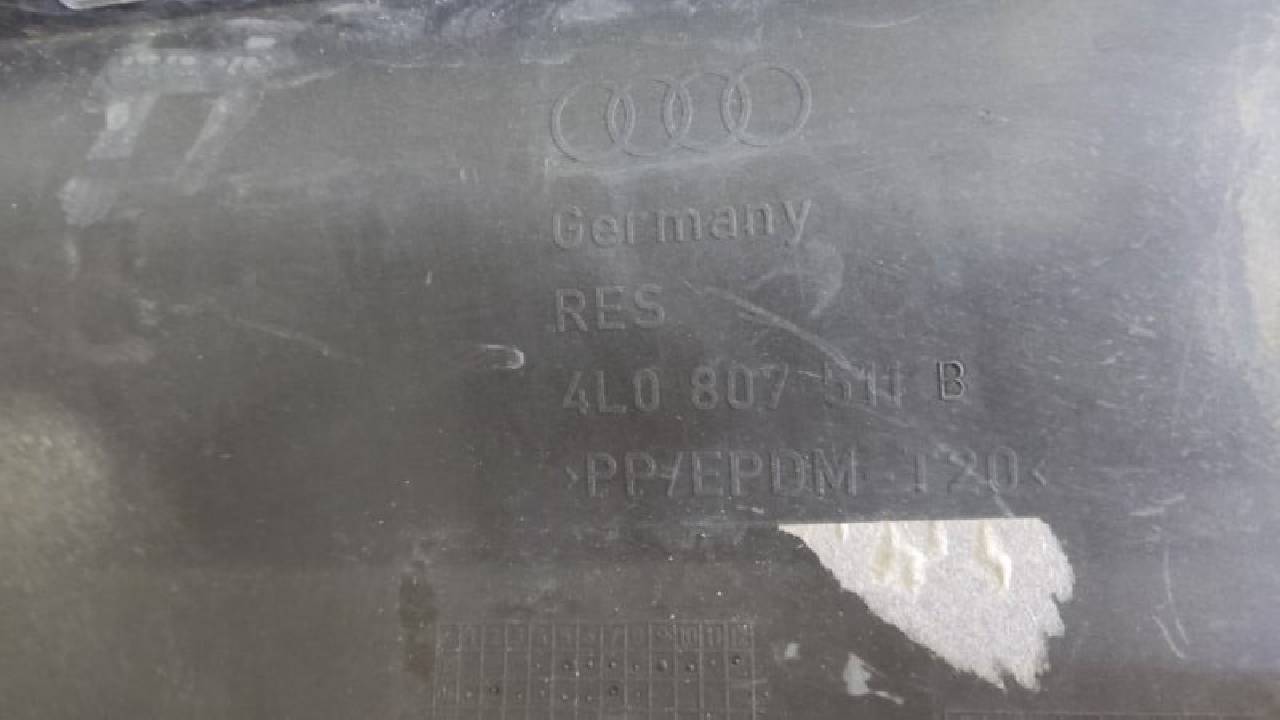 Germany
RES
4L0 807 511 B
>PP/EPDM T20<